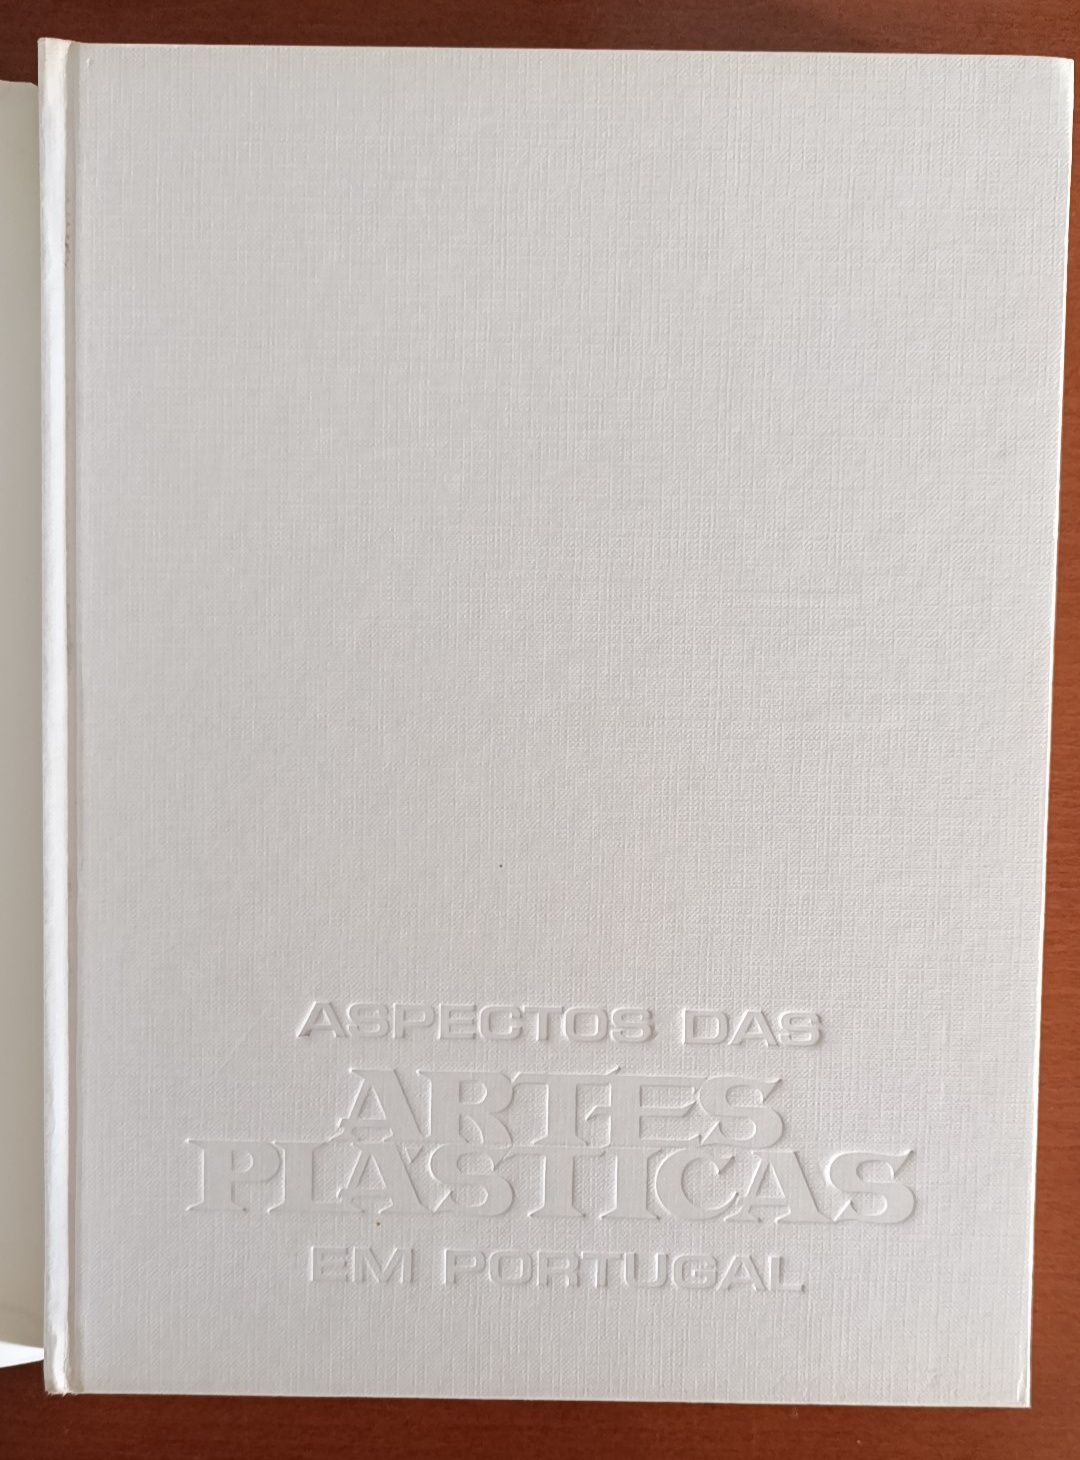 ASPECTOS DAS
ARTES
PLÁSTICAS
EM PORTUGAL